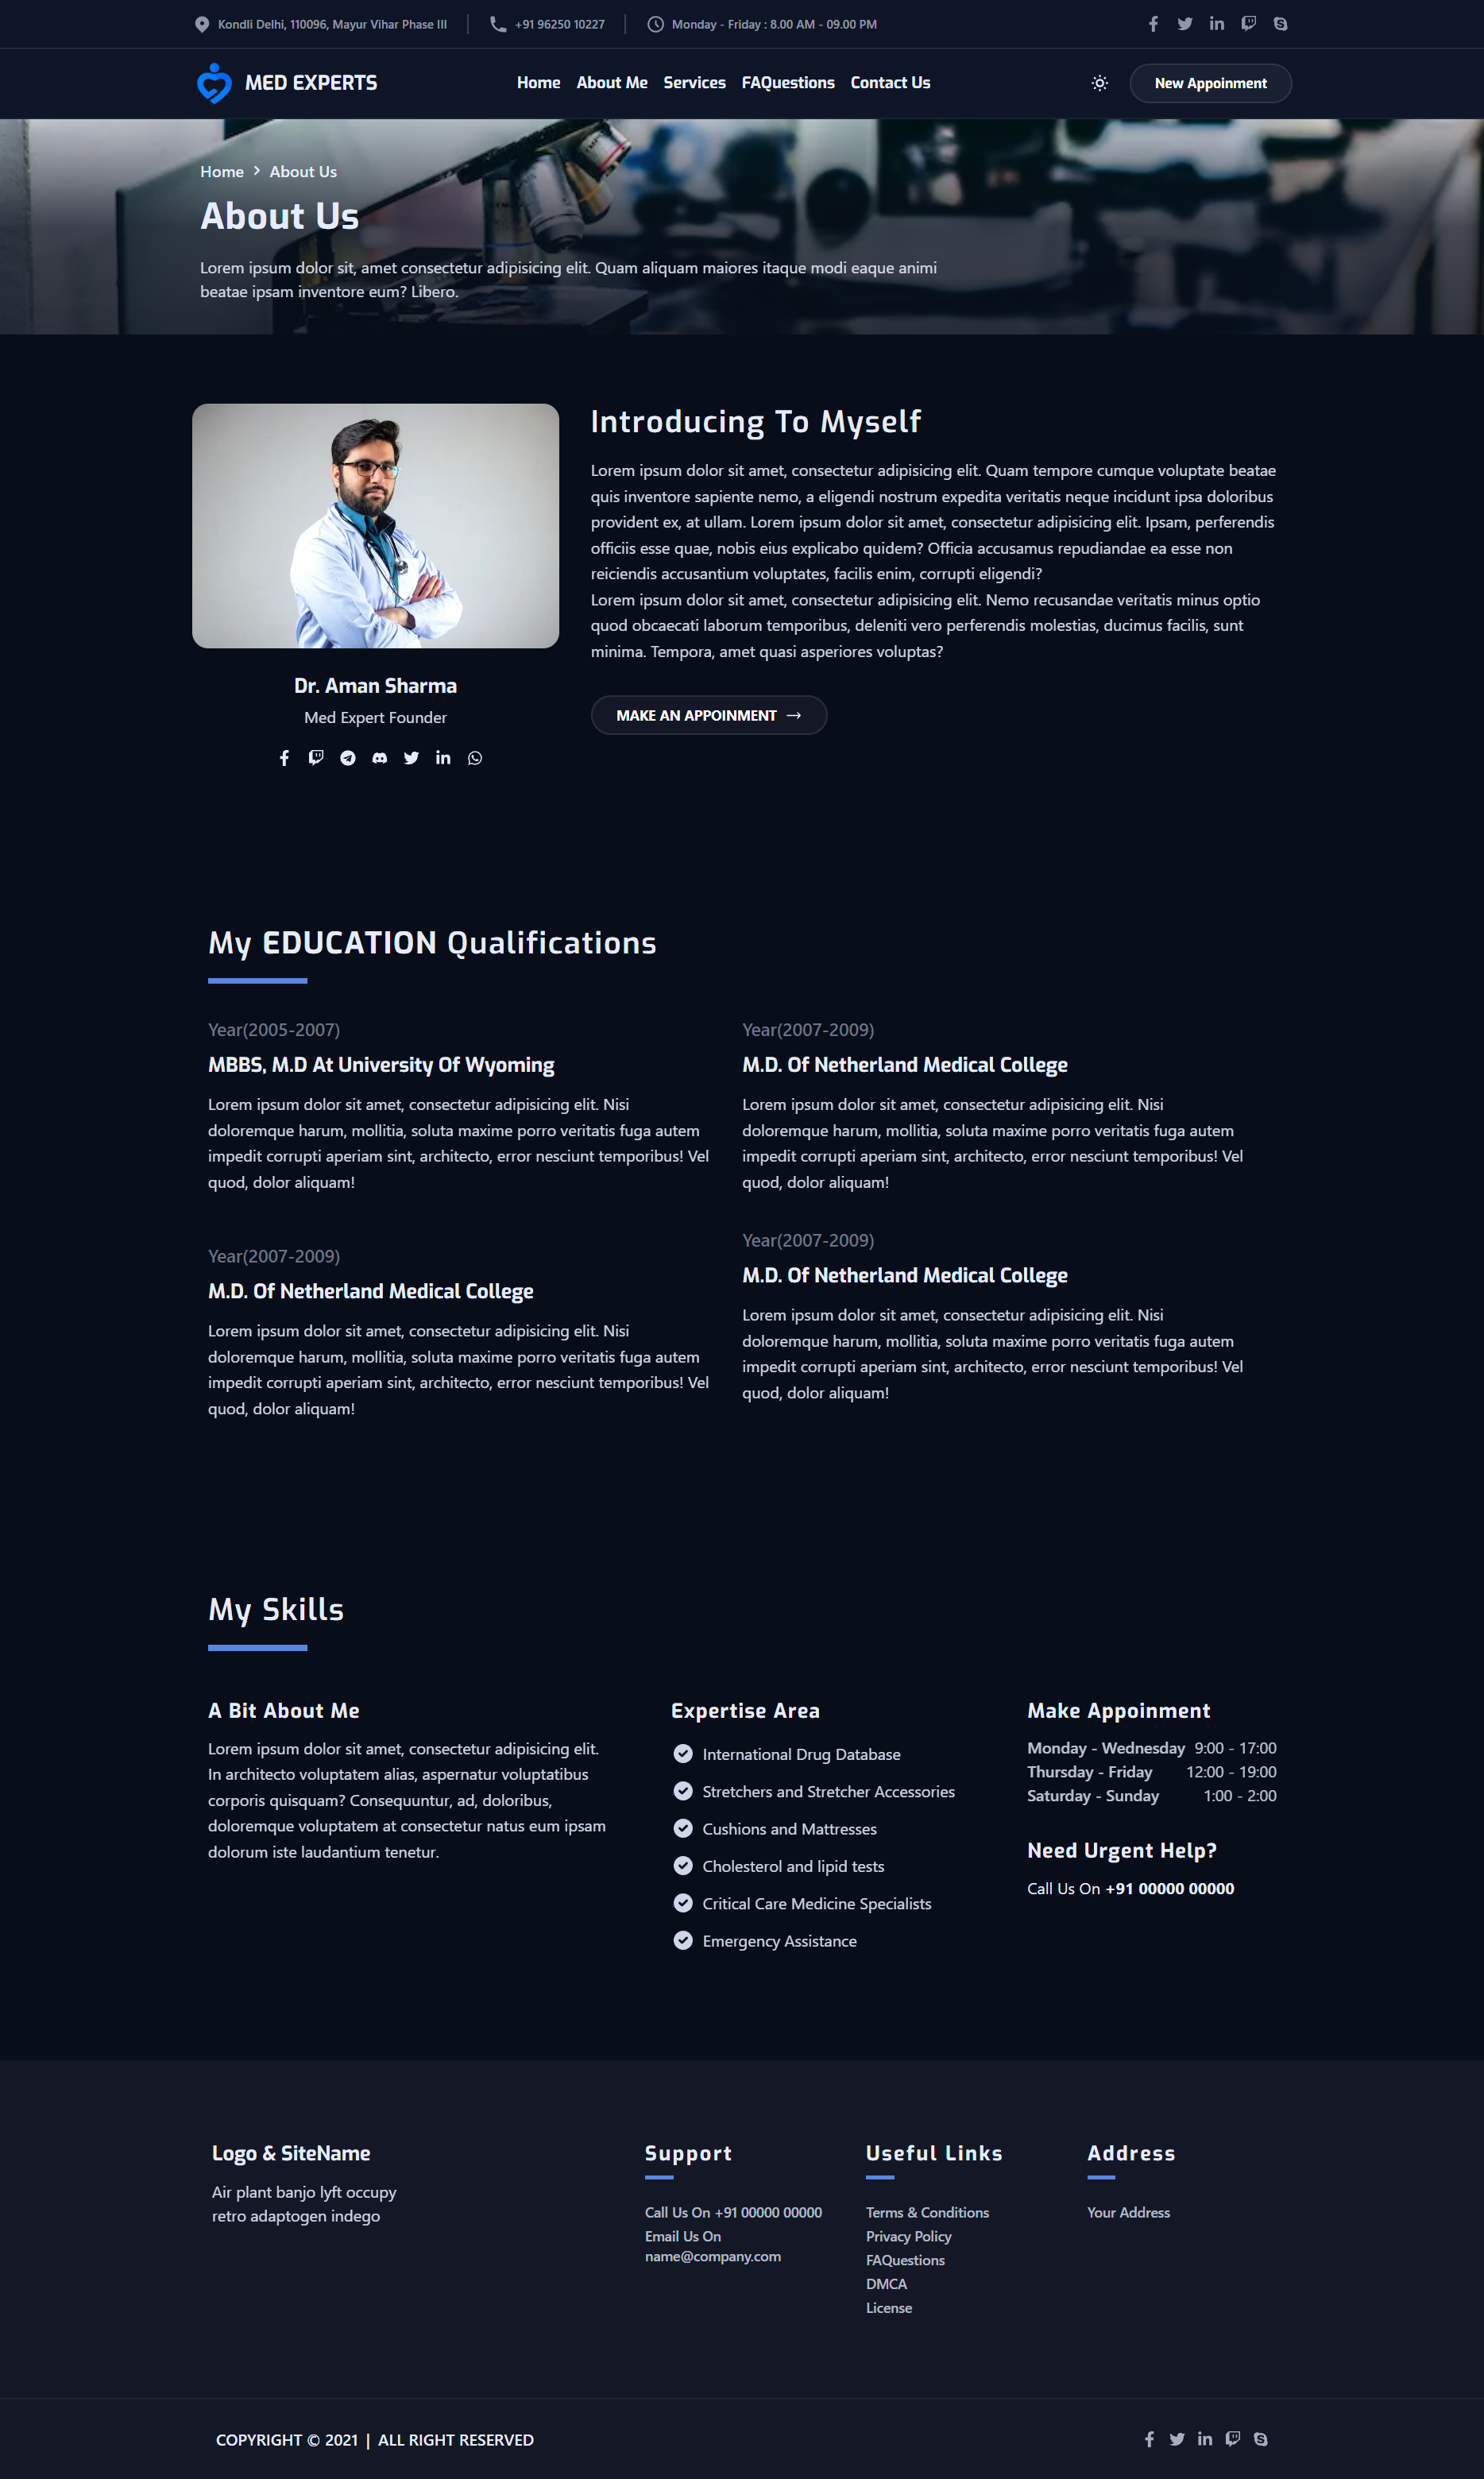 Kondli Delhi, 110096, Mayur Vihar Phase III
+91 96250 10227
Monday - Friday : 8.00 AM - 09.00 PM
MED EXPERTS
Home
About Me
Services
FAQuestions
Contact Us
New Appoinment
Home > About Us
About Us
Lorem ipsum dolor sit, amet consectetur adipisicing elit. Quam aliquam maiores itaque modi eaque animi
beatae ipsam inventore eum? Libero.
Dr. Aman Sharma
Med Expert Founder
Introducing To Myself
Lorem ipsum dolor sit amet, consectetur adipisicing elit. Quam tempore cumque voluptate beatae
quis inventore sapiente nemo, a eligendi nostrum expedita veritatis neque incidunt ipsa doloribus
provident ex, at ullam. Lorem ipsum dolor sit amet, consectetur adipisicing elit. Ipsam, perferendis
officiis esse quae, nobis eius explicabo quidem? Officia accusamus repudiandae ea esse non
reiciendis accusantium voluptates, facilis enim, corrupti eligendi?
Lorem ipsum dolor sit amet, consectetur adipisicing elit. Nemo recusandae veritatis minus optio
quod obcaecati laborum temporibus, deleniti vero perferendis molestias, ducimus facilis, sunt
minima. Tempora, amet quasi asperiores voluptas?
MAKE AN APPOINMENT →
My EDUCATION Qualifications
Year(2005-2007)
MBBS, M.D At University Of Wyoming
Lorem ipsum dolor sit amet, consectetur adipisicing elit. Nisi
doloremque harum, mollitia, soluta maxime porro veritatis fuga autem
impedit corrupti aperiam sint, architecto, error nesciunt temporibus! Vel
quod, dolor aliquam!
Year(2007-2009)
M.D. Of Netherland Medical College
Lorem ipsum dolor sit amet, consectetur adipisicing elit. Nisi
doloremque harum, mollitia, soluta maxime porro veritatis fuga autem
impedit corrupti aperiam sint, architecto, error nesciunt temporibus! Vel
quod, dolor aliquam!
Year(2007-2009)
M.D. Of Netherland Medical College
Lorem ipsum dolor sit amet, consectetur adipisicing elit. Nisi
doloremque harum, mollitia, soluta maxime porro veritatis fuga autem
impedit corrupti aperiam sint, architecto, error nesciunt temporibus! Vel
quod, dolor aliquam!
Year(2007-2009)
M.D. Of Netherland Medical College
Lorem ipsum dolor sit amet, consectetur adipisicing elit. Nisi
doloremque harum, mollitia, soluta maxime porro veritatis fuga autem
impedit corrupti aperiam sint, architecto, error nesciunt temporibus! Vel
quod, dolor aliquam!
My Skills
A Bit About Me
Lorem ipsum dolor sit amet, consectetur adipisicing elit.
In architecto voluptatem alias, aspernatur voluptatibus
corporis quisquam? Consequuntur, ad, doloribus,
doloremque voluptatem at consectetur natus eum ipsam
dolorum iste laudantium tenetur.
Expertise Area
International Drug Database
Stretchers and Stretcher Accessories
Cushions and Mattresses
Cholesterol and lipid tests
Critical Care Medicine Specialists
Emergency Assistance
Make Appoinment
Monday - Wednesday 9:00 - 17:00
Thursday - Friday 12:00 - 19:00
Saturday - Sunday 1:00 - 2:00
Need Urgent Help?
Call Us On +91 00000 00000
Logo & SiteName
Air plant banjo lyft occupy
retro adaptogen indego
Support
Call Us On +91 00000 00000
Email Us On
name@company.com
Useful Links
Terms & Conditions
Privacy Policy
FAQuestions
DMCA
License
Address
Your Address
COPYRIGHT © 2021 | ALL RIGHT RESERVED